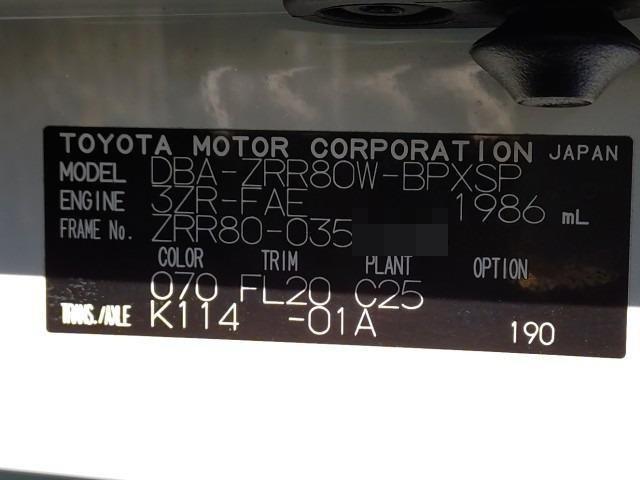 TOYOTA MOTOR CORPORATION JAPAN
MODEL DBA-ZRR80W-BPXSP
ENGINE 3ZR-FAE 1986 mL
FRAME No. ZRR80-035
COLOR TRIM PLANT OPTION
070 FL20 C25
TRANS./AXLE K114 -01A 190